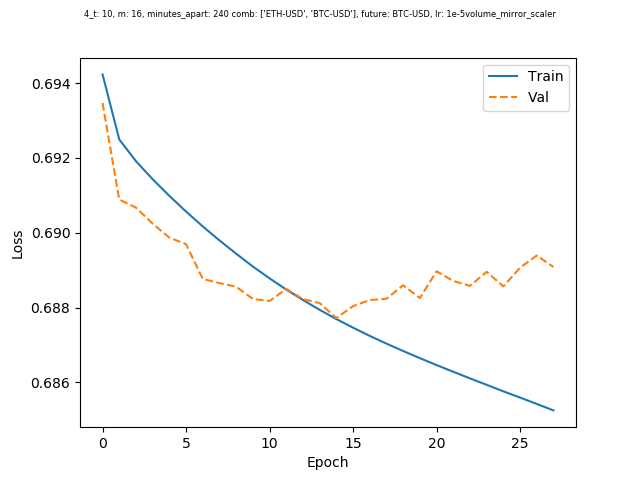 4_t: 10, m: 16, minutes_apart: 240 comb: ['ETH-USD', 'BTC-USD'], future: BTC-USD, lr: 1e-5volume_mirror_scaler
Train
Val
0.694
0.692
0.690
0.688
0.686
Loss
0 5 10 15 20 25
Epoch